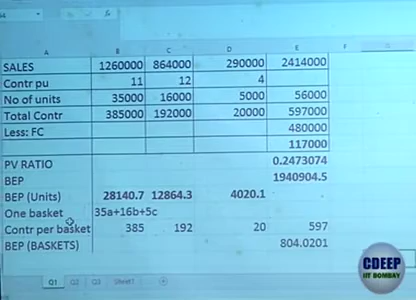 A B C D E F
SALES 1260000 864000 290000 2414000
Contr pu 11 12 4
No of units 35000 16000 5000 56000
Total Contr 385000 192000 20000 597000
Less: FC 480000
117000
PV RATIO 0.2473074
BEP 1940904.5
BEP (Units) 28140.7 12864.3 4020.1
One basket 35a+16b+5c
Contr per basket 385 192 20 597
BEP (BASKETS) 804.0201
CDEEP
IIT BOMBAY
Q1 Q2 Q3 Sheet1